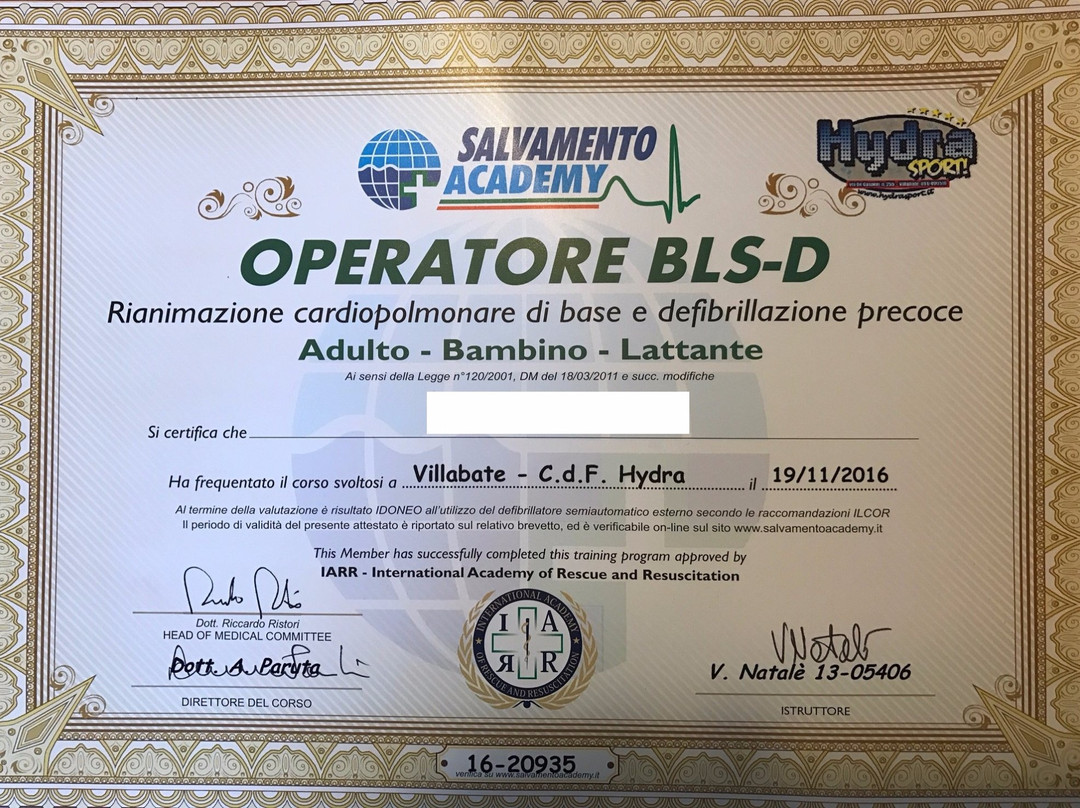 SALVAMENTO
ACADEMY
Hydra
SPORT!
www.hydrasport.it
OPERATORE BLS-D
Rianimazione cardiopolmonare di base e defibrillazione precoce
Adulto - Bambino - Lattante
Ai sensi della Legge n°120/2001, DM del 18/03/2011 e succ. modifiche
Si certifica che
Ha frequentato il corso svoltosi a Villabate - C.d.F. Hydra il 19/11/2016
Al termine della valutazione è risultato IDONEO all'utilizzo del defibrillatore semiautomatico esterno secondo le raccomandazioni ILCOR
Il periodo di validità del presente attestato è riportato sul relativo brevetto, ed è verificabile on-line sul sito www.salvamentoacademy.it
This Member has successfully completed this training program approved by
IARR - International Academy of Rescue and Resuscitation
Dott. Riccardo Ristori
HEAD OF MEDICAL COMMITTEE
Dott. A. Paruta
DIRETTORE DEL CORSO
INTERNATIONAL ACADEMY
OF RESCUE AND RESUSCITATION
I A
R R
V. Natalè 13-05406
ISTRUTTORE
16-20935
verifica su www.salvamentoacademy.it